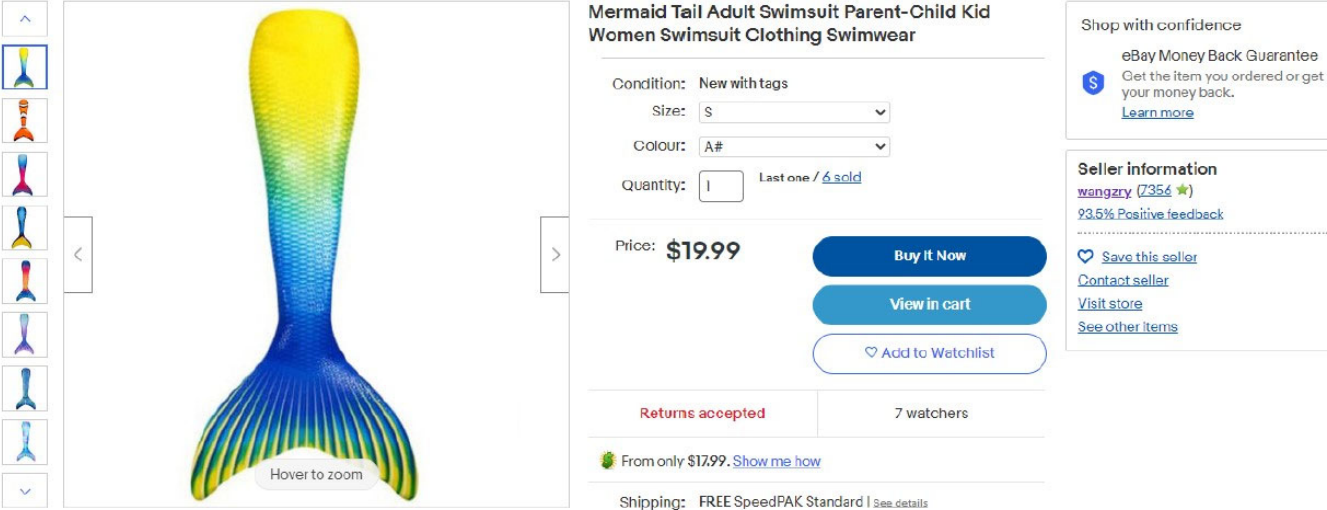 Mermaid Tail Adult Swimsuit Parent-Child Kid
Women Swimsuit Clothing Swimwear
Condition: New with tags
Size: S
Colour: A#
Quantity: 1 Last one / 6 sold
Price: $19.99
Buy It Now
View in cart
Add to Watchlist
Returns accepted
7 watchers
From only $17.99. Show me how
Shipping: FREE SpeedPAK Standard | See details
Hover to zoom
Shop with confidence
eBay Money Back Guarantee
Get the item you ordered or get
your money back.
Learn more
Seller information
wangzry (7356)
93.5% Positive feedback
Save this seller
Contact seller
Visit store
See other items